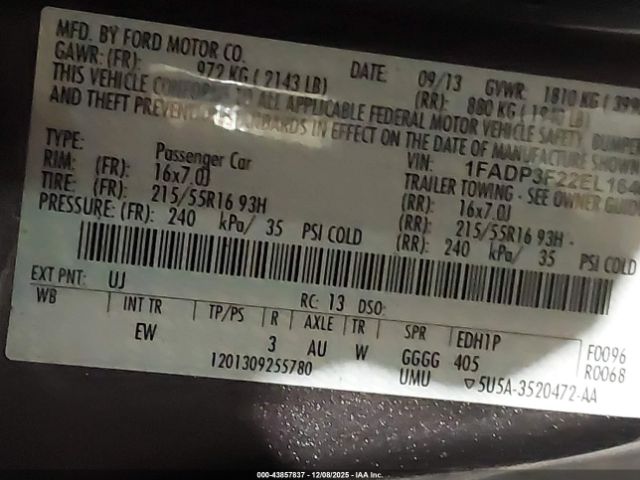 MFD. BY FORD MOTOR CO.
DATE: 09/13 GVWR: 1810 KG
GAWR: (FR): 972 KG ( 2143 LB) (RR): 880 KG ( LB)
THIS VEHICLE CONFORMS TO ALL APPLICABLE FEDERAL MOTOR VEHICLE SAFETY, BUMPER
AND THEFT PREVENTION STANDARDS IN EFFECT ON THE DATE OF MANUFACTURE SHOWN
VIN: 1FADP3F22EL
TYPE: Passenger Car TRAILER TOWING - SEE OWNER
RIM: (FR): 16x7.0J (RR): 16x7.0J
TIRE: (FR): 215/55R16 93H (RR): 215/55R16 93H
PRESSURE: (FR): 240 kPa/ 35 PSI COLD (RR): 240 kPa/ 35 PSI COLD
EXT PNT: UJ RC: 13 DSO:
WB INT TR TP/PS R AXLE TR SPR EDH1P F0096
EW 3 AU W GGGG 405 R0068
1201309255780 UMU ▽5U5A-3520472-AA
000-43857837 | 12/08/2025 - IAAI.COM